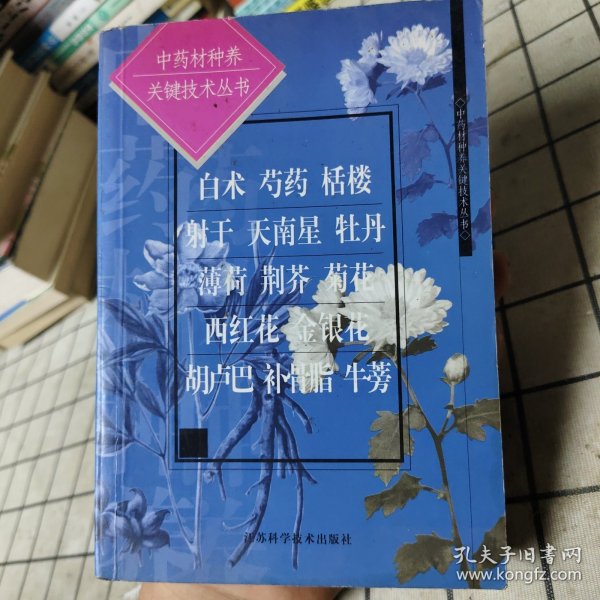 中药材种养
关键技术丛书
◇中药材种养关键技术丛书◇
白术 芍药 栝楼
射干 天南星 牡丹
薄荷 荆芥 菊花
西红花 金银花
胡卢巴 补骨脂 牛蒡
江苏科学技术出版社
孔夫子旧书网
www.kongfz.com